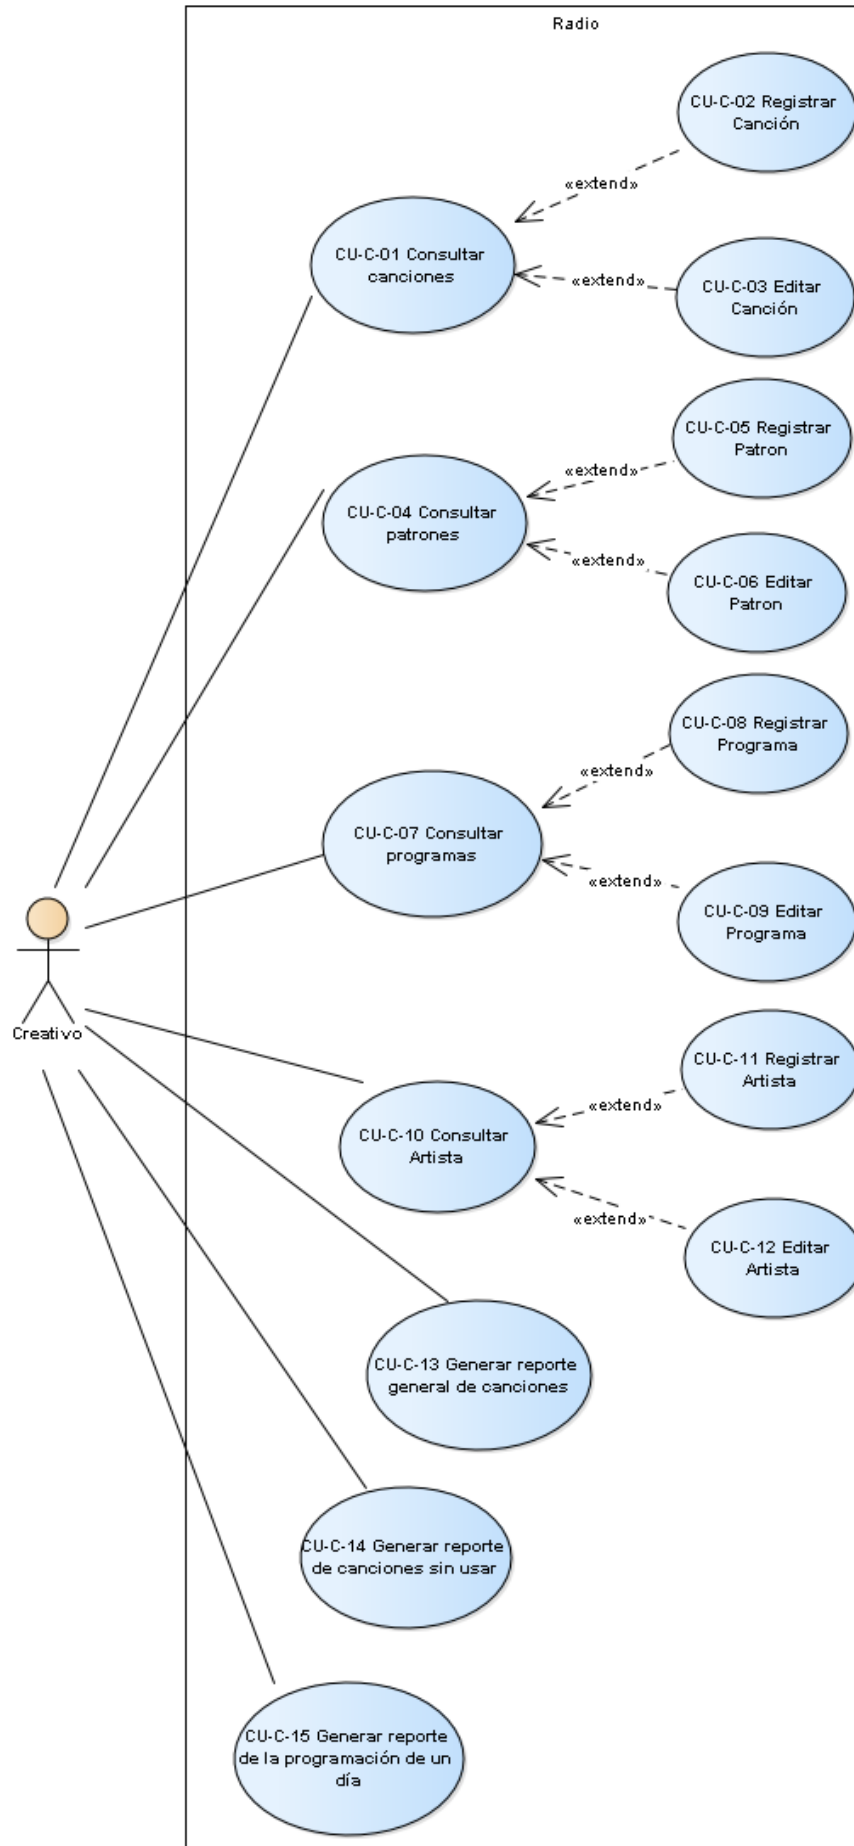 Radio
CU-C-02 Registrar
Canción
«extend»
CU-C-01 Consultar
canciones
«extend»
CU-C-03 Editar
Canción
CU-C-05 Registrar
Patron
«extend»
CU-C-04 Consultar
patrones
«extend»
CU-C-06 Editar
Patron
CU-C-08 Registrar
Programa
«extend»
CU-C-07 Consultar
programas
«extend»
CU-C-09 Editar
Programa
Creativo
CU-C-11 Registrar
Artista
«extend»
CU-C-10 Consultar
Artista
«extend»
CU-C-12 Editar
Artista
CU-C-13 Generar reporte
general de canciones
CU-C-14 Generar reporte
de canciones sin usar
CU-C-15 Generar reporte
de la programación de un
día